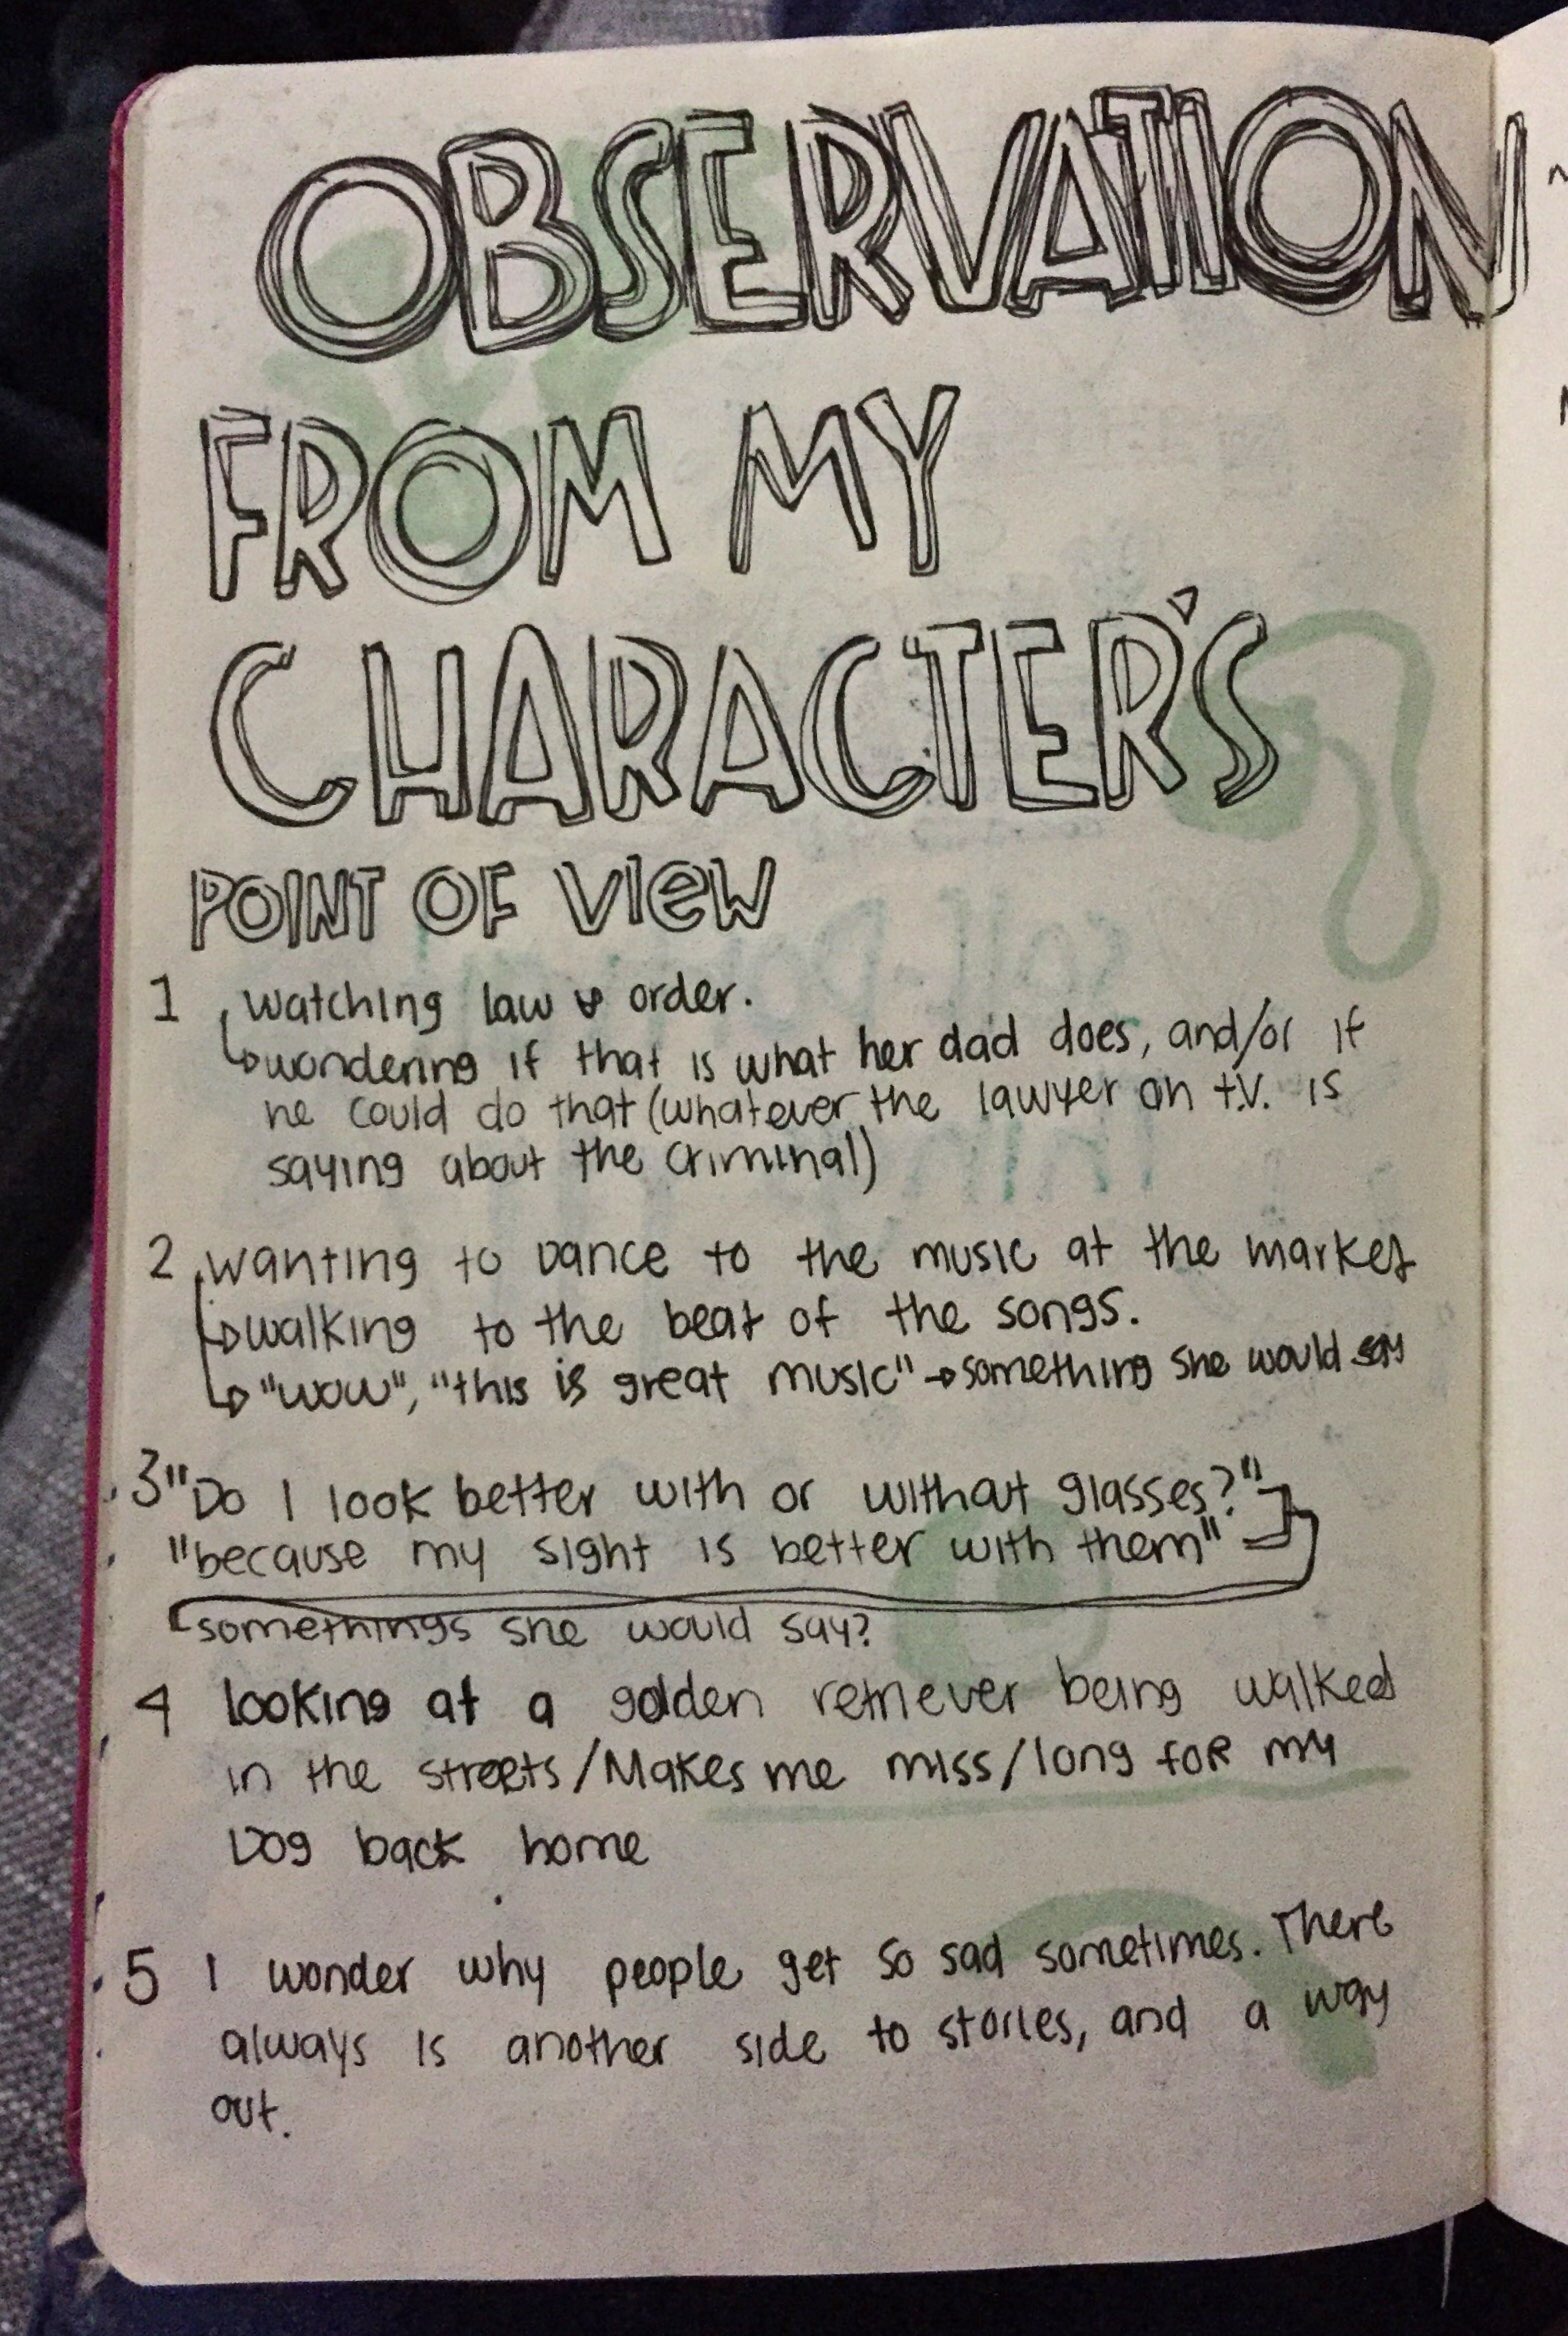 OBSERVATION
FROM MY
CHARACTER'S
POINT OF VIEW
1 watching law & order.
wondering if that is what her dad does, and/or if
he could do that (whatever the lawyer on t.v. is
saying about the criminal)
2 wanting to Dance to the music at the market
walking to the beat of the songs.
"wow", "this is great music" → something she would say
3 "Do I look better with or without glasses?"
"because my sight is better with them"
somethings she would say?
4 looking at a golden retriever being walked
in the streets/Makes me miss/long foR my
Dog back home
5 I wonder why people get so sad sometimes. There
always is another side to stories, and a way
out.